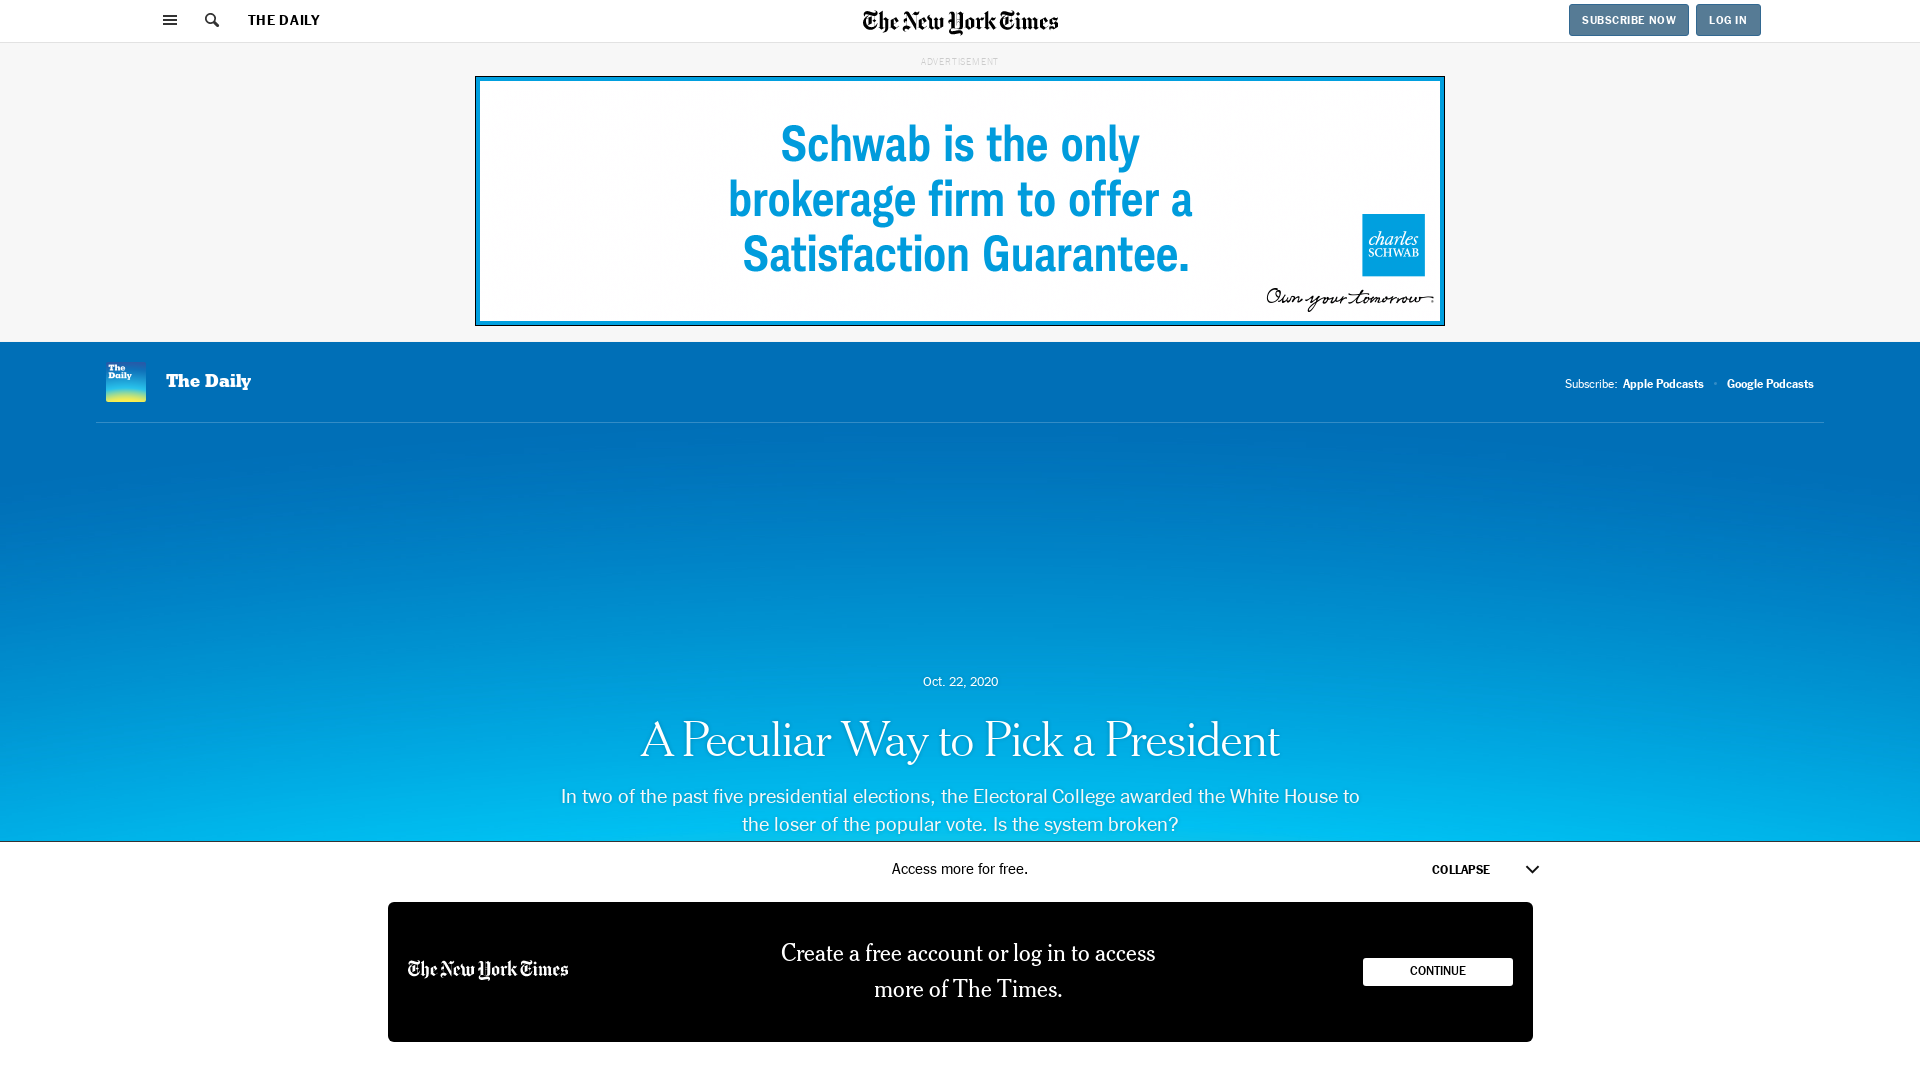 THE DAILY
The New York Times
SUBSCRIBE NOW
LOG IN
ADVERTISEMENT
Schwab is the only
brokerage firm to offer a
Satisfaction Guarantee.
charles
SCHWAB
Own your tomorrow®
The
Daily
The Daily
Subscribe: Apple Podcasts • Google Podcasts
Oct. 22, 2020
A Peculiar Way to Pick a President
In two of the past five presidential elections, the Electoral College awarded the White House to
the loser of the popular vote. Is the system broken?
Access more for free.
COLLAPSE
The New York Times
Create a free account or log in to access
more of The Times.
CONTINUE